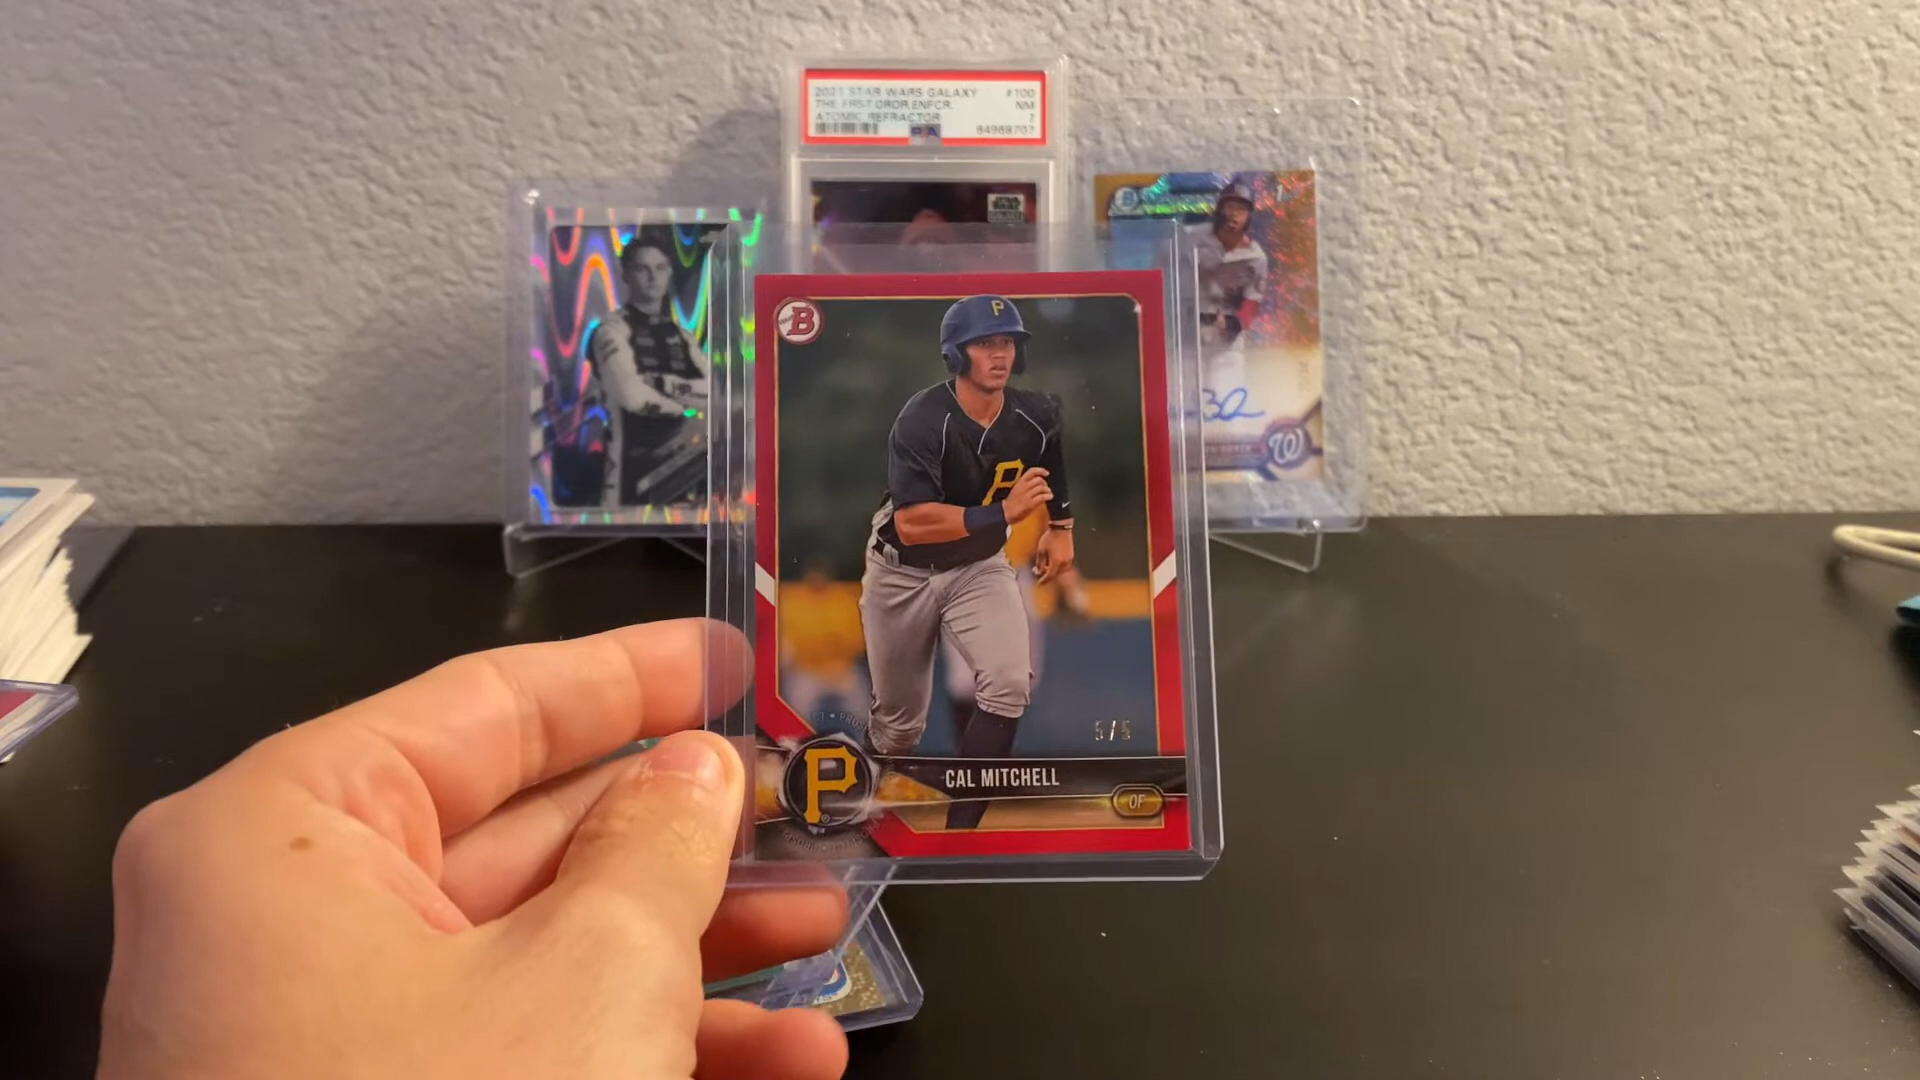 2021 STAR WARS GALAXY #100
THE FRST ORDR.ENFCR. NM
ATOMIC REFRACTOR 7
PSA 84968707
B
P
P
5/5
CAL MITCHELL
P
OF
W